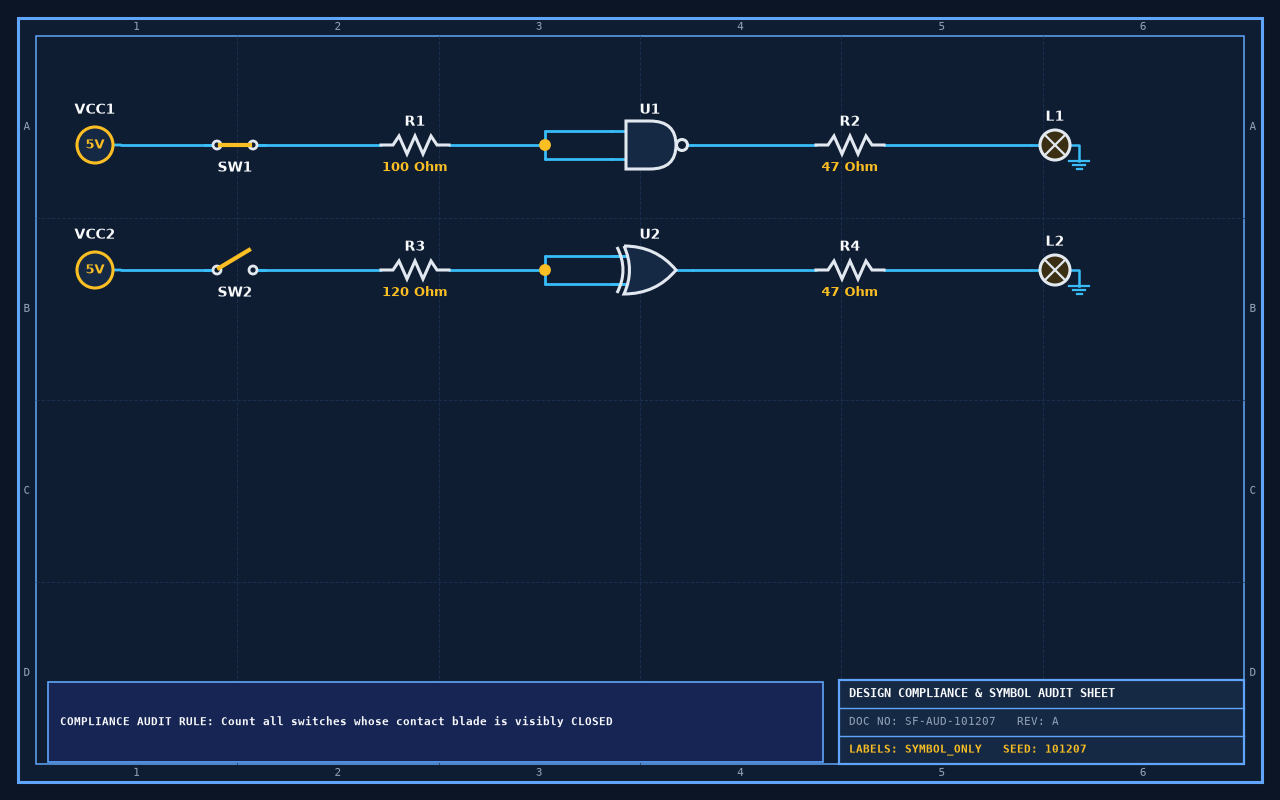 1 2 3 4 5 6
VCC1 U1
R1 R2 L1
A 5V A
SW1 100 Ohm 47 Ohm
VCC2 U2
R3 R4 L2
5V
SW2 120 Ohm 47 Ohm
B B
C C
D D
DESIGN COMPLIANCE & SYMBOL AUDIT SHEET
COMPLIANCE AUDIT RULE: Count all switches whose contact blade is visibly CLOSED
DOC NO: SF-AUD-101207 REV: A
LABELS: SYMBOL_ONLY SEED: 101207
1 2 3 4 5 6